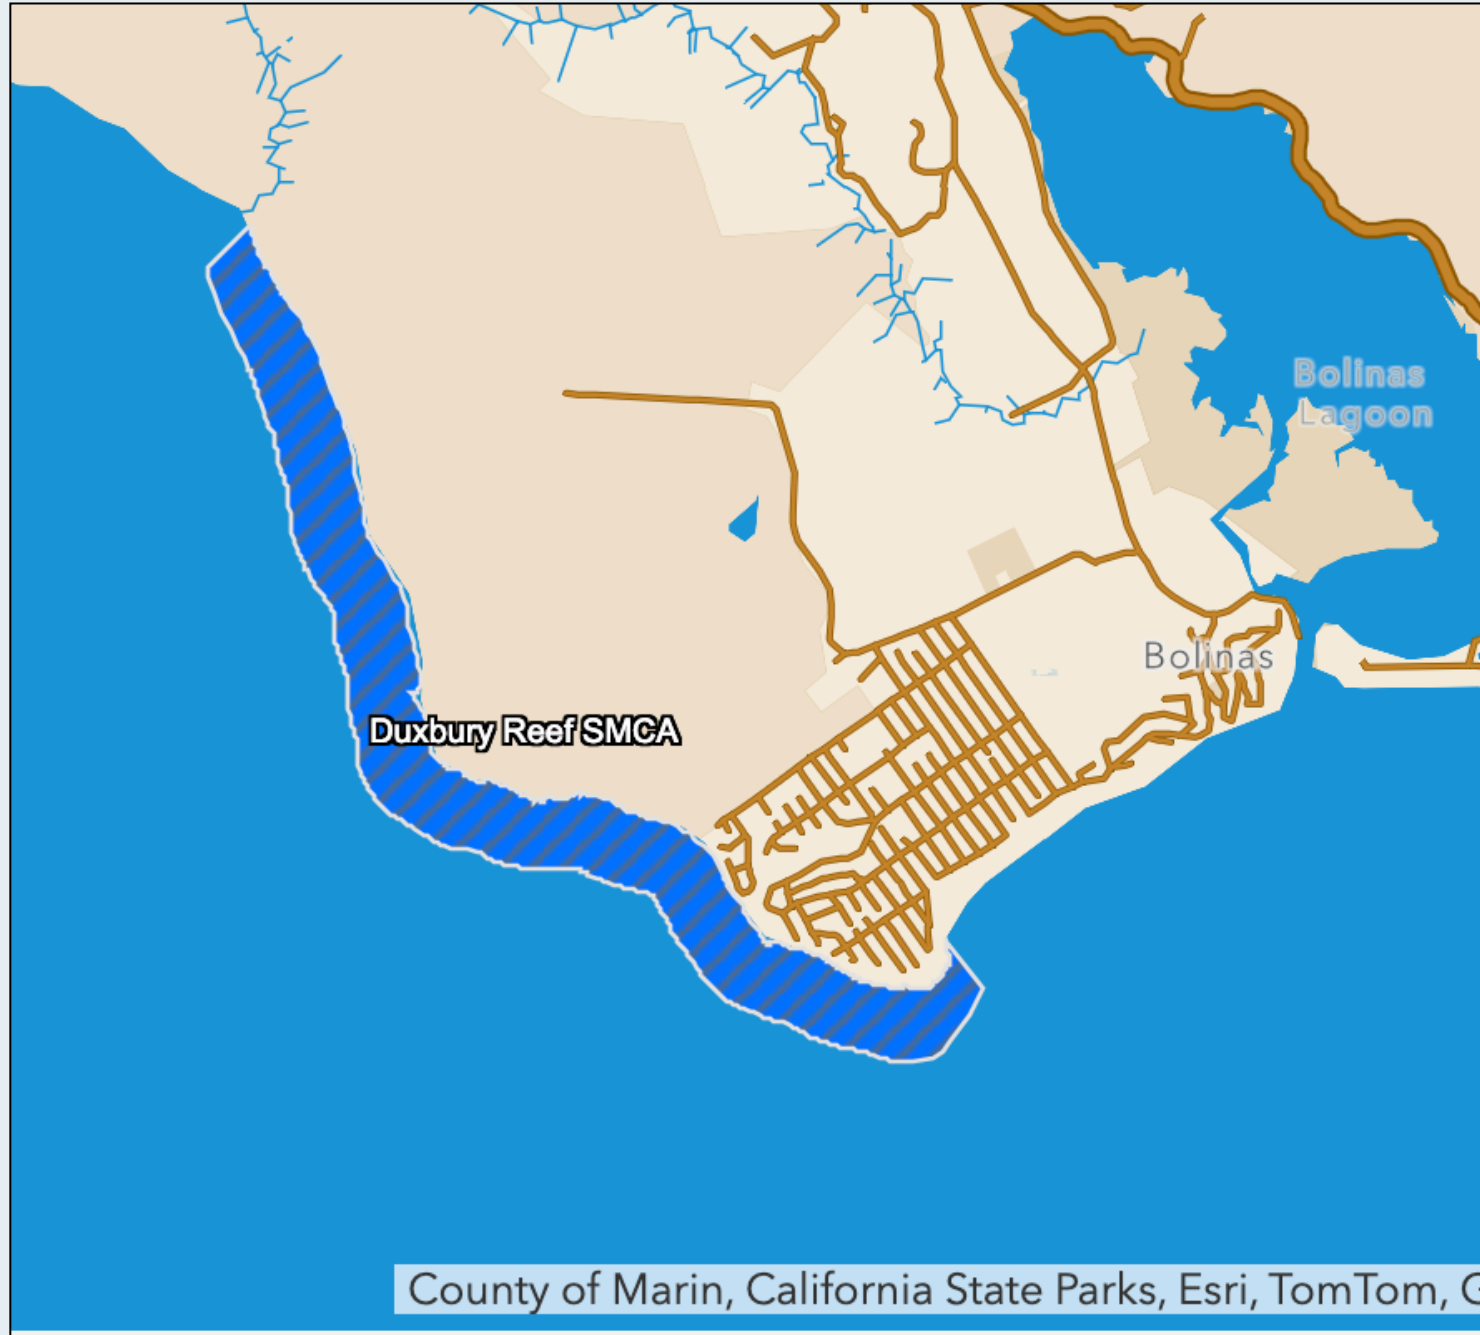 Bolinas
Lagoon
Bolinas
Duxbury Reef SMCA
County of Marin, California State Parks, Esri, TomTom, G